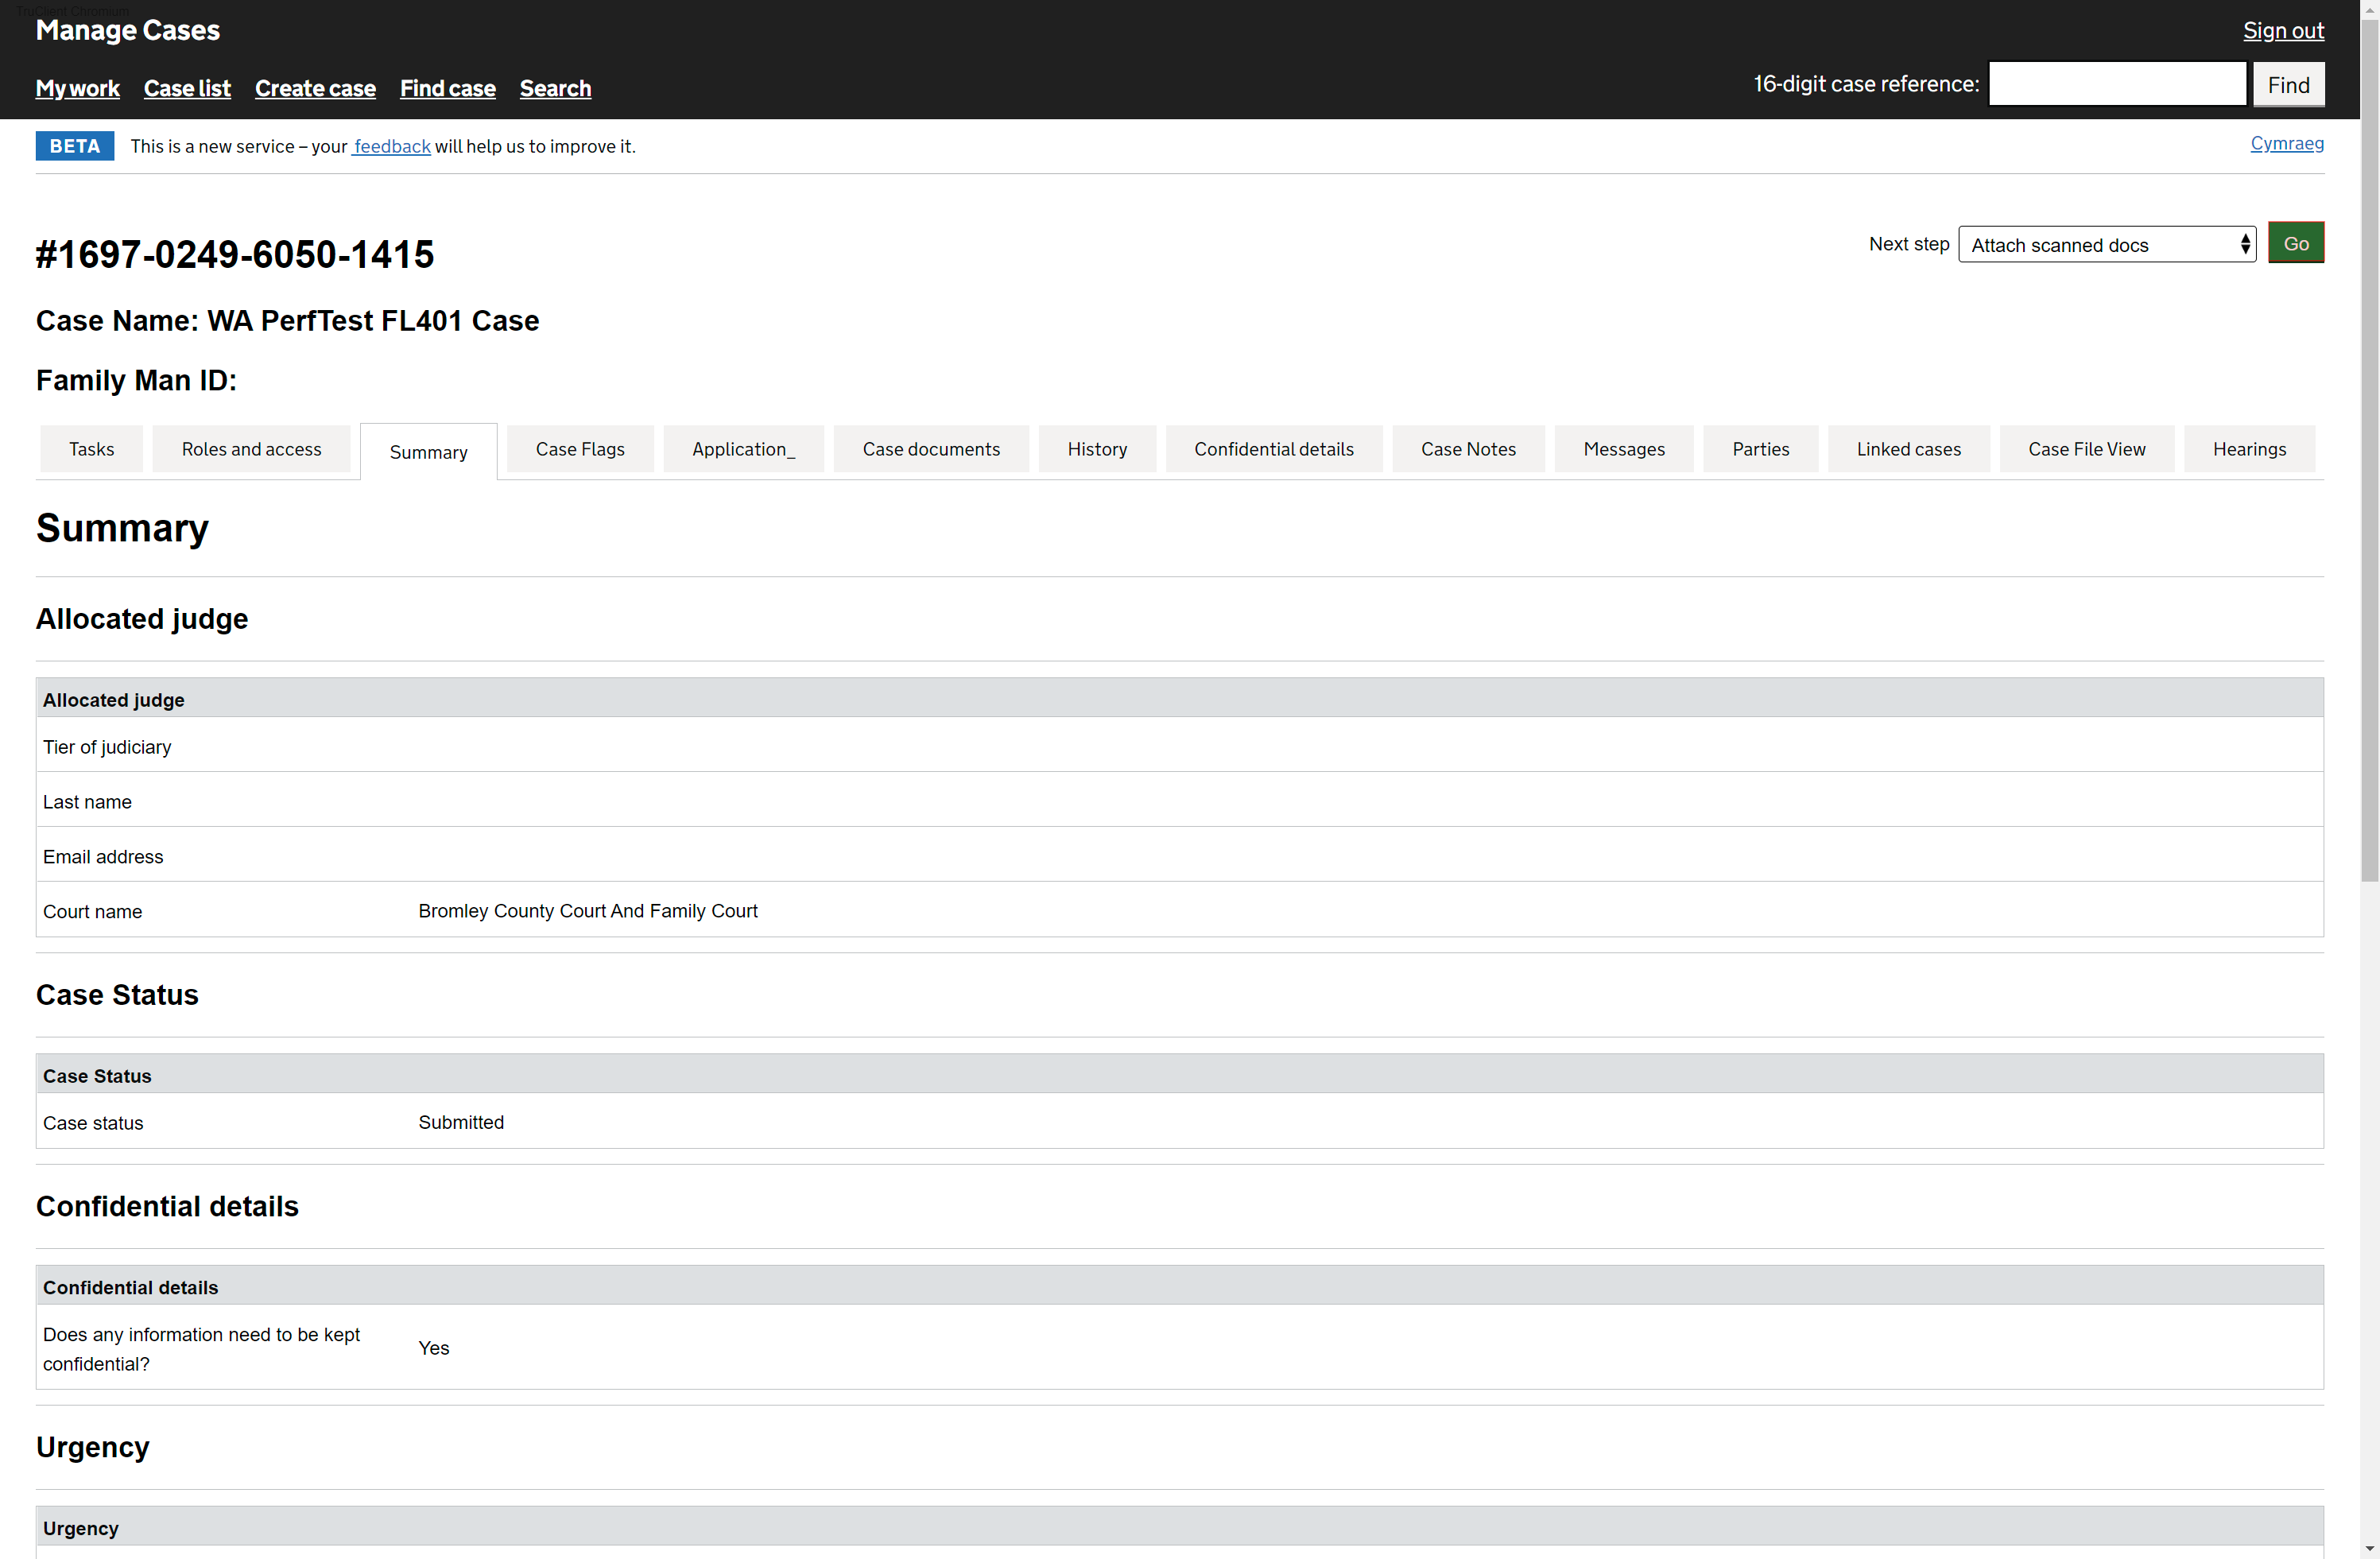 TruClient Chromium
Manage Cases
Sign out
My work Case list Create case Find case Search
16-digit case reference: Find
BETA This is a new service – your feedback will help us to improve it.
Cymraeg
#1697-0249-6050-1415
Next step Attach scanned docs Go
Case Name: WA PerfTest FL401 Case
Family Man ID:
Tasks Roles and access Summary Case Flags Application_ Case documents History Confidential details Case Notes Messages Parties Linked cases Case File View Hearings
Summary
Allocated judge
Allocated judge
Tier of judiciary
Last name
Email address
Court name Bromley County Court And Family Court
Case Status
Case Status
Case status Submitted
Confidential details
Confidential details
Does any information need to be kept
confidential?
Yes
Urgency
Urgency